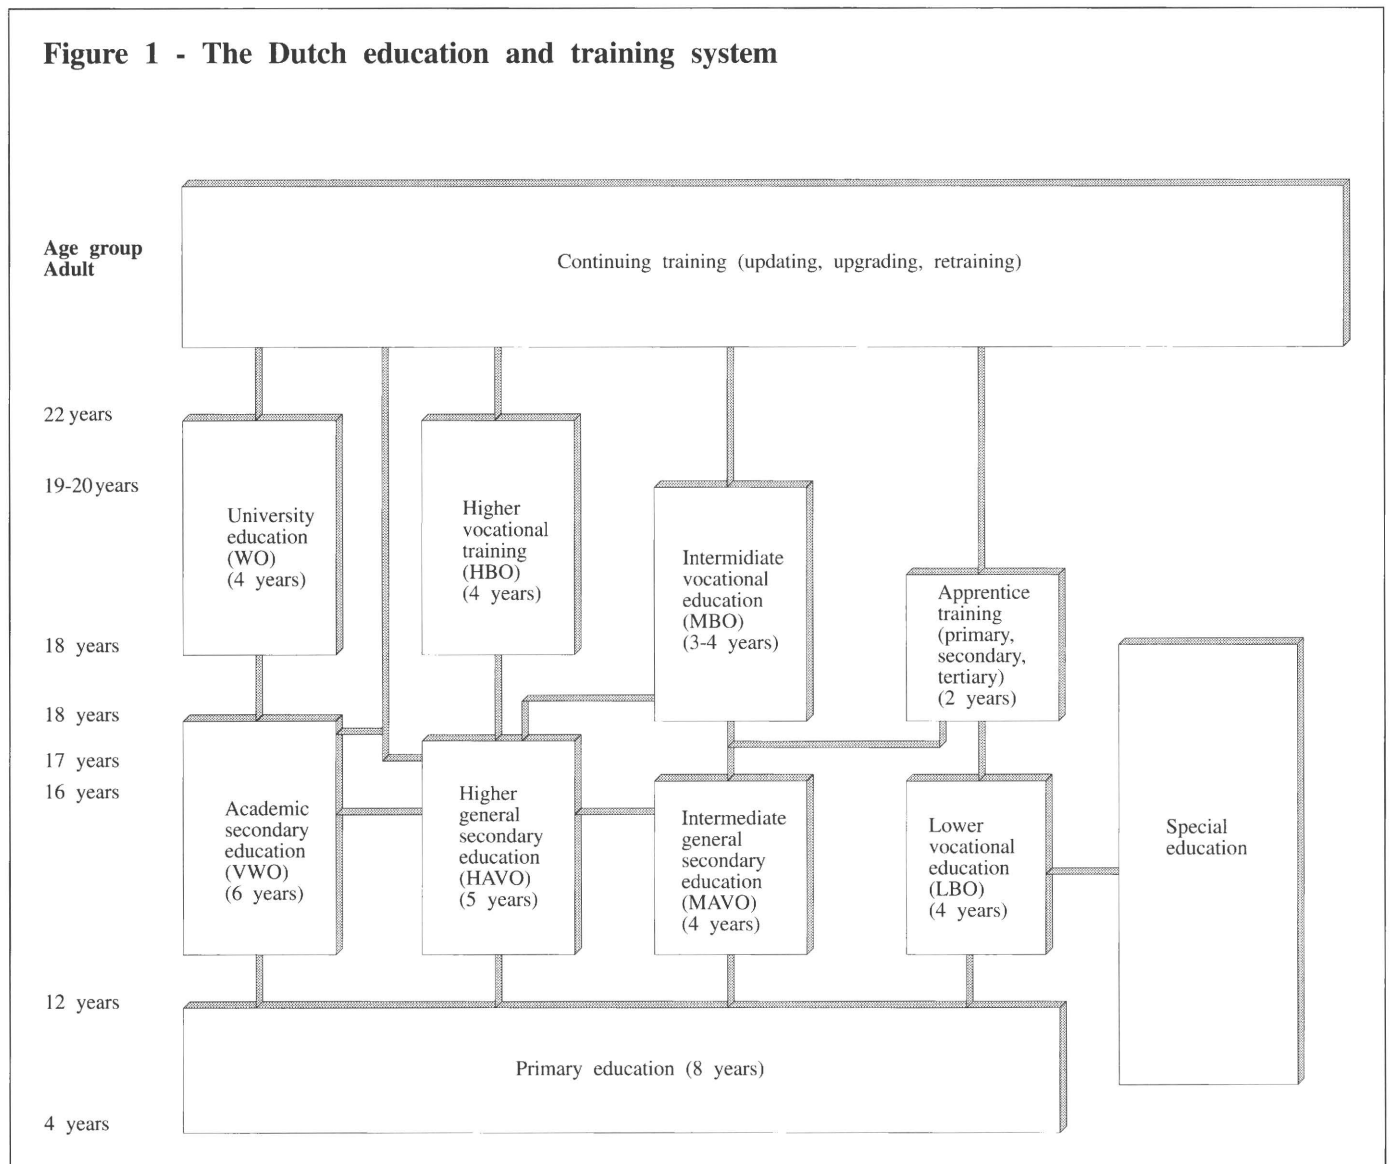 Figure 1 - The Dutch education and training system
Age group
Adult
Continuing training (updating, upgrading, retraining)
22 years
19-20 years
18 years
18 years
17 years
16 years
12 years
4 years
University
education
(WO)
(4 years)
Higher
vocational
training
(HBO)
(4 years)
Intermidiate
vocational
education
(MBO)
(3-4 years)
Apprentice
training
(primary,
secondary,
tertiary)
(2 years)
Academic
secondary
education
(VWO)
(6 years)
Higher
general
secondary
education
(HAVO)
(5 years)
Intermediate
general
secondary
education
(MAVO)
(4 years)
Lower
vocational
education
(LBO)
(4 years)
Special
education
Primary education (8 years)